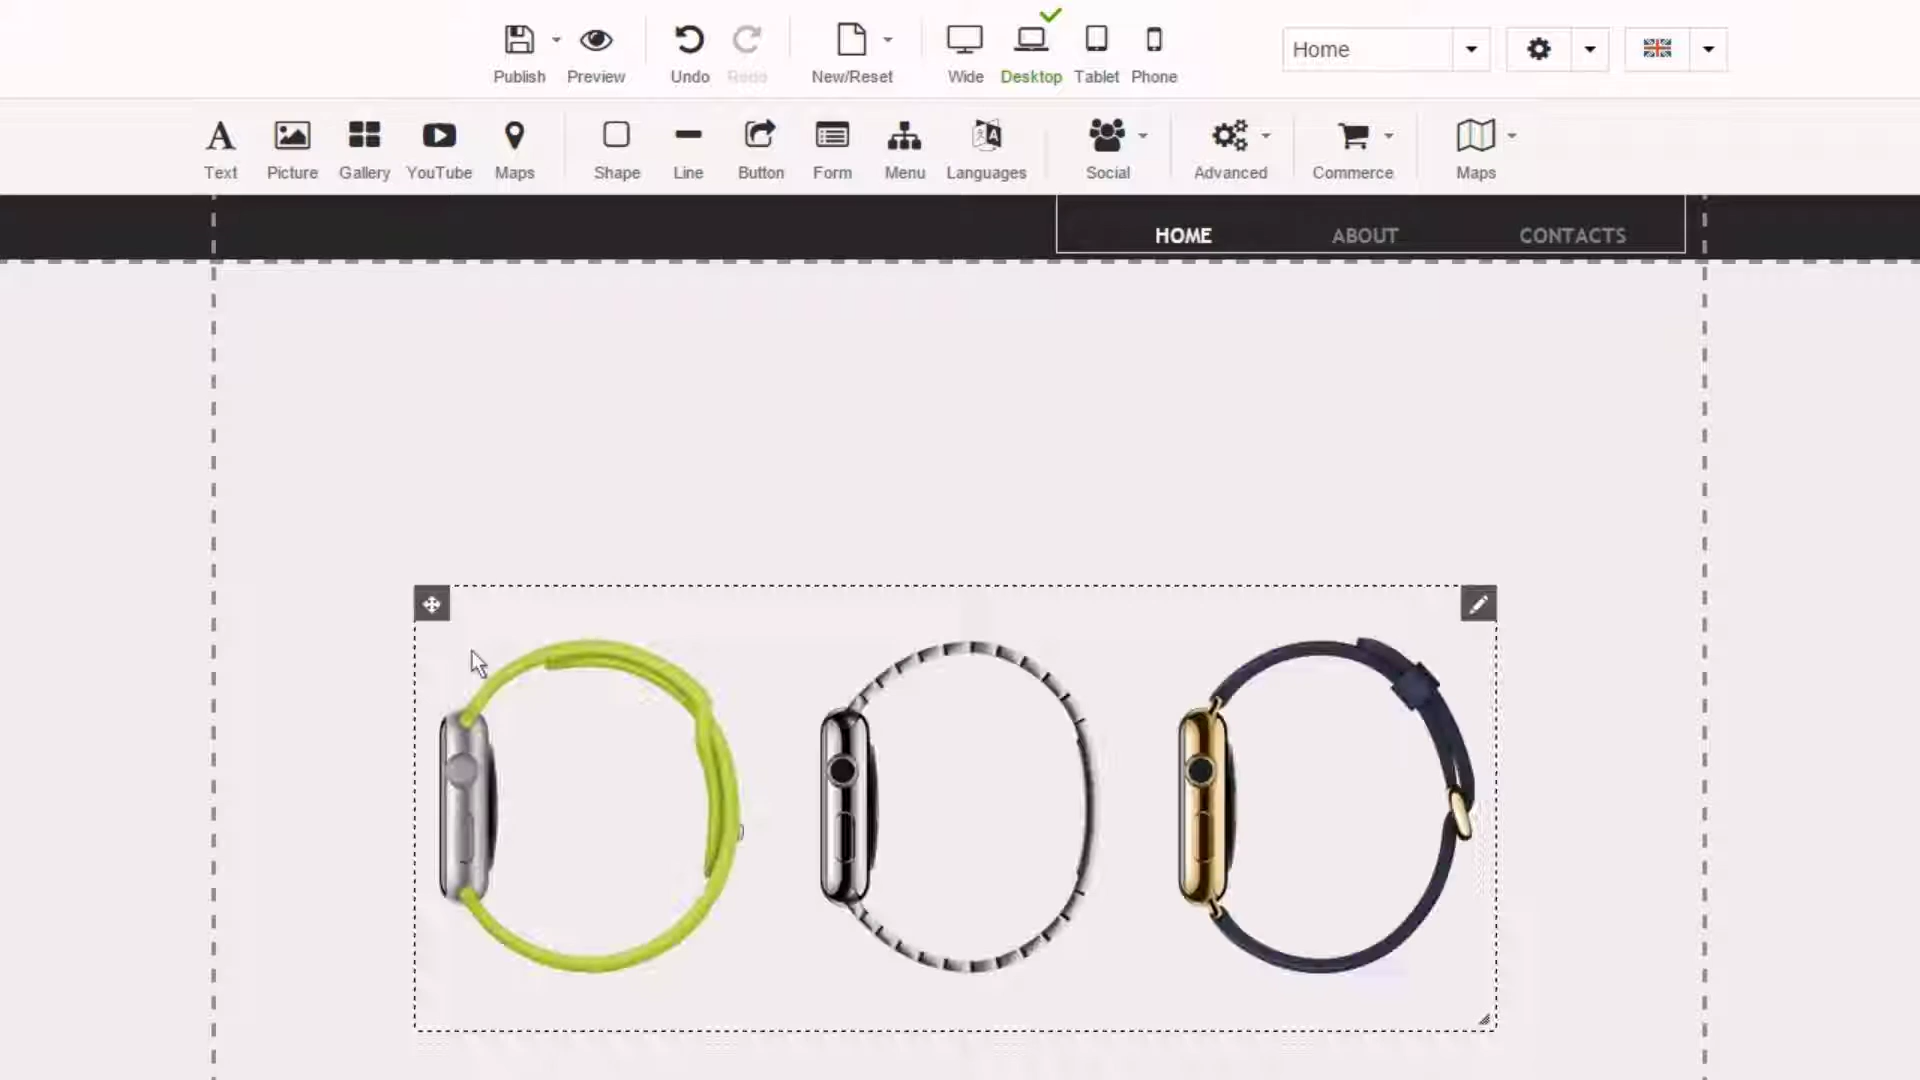 Publish Preview Undo Redo New/Reset Wide Desktop Tablet Phone Home
Text Picture Gallery YouTube Maps Shape Line Button Form Menu Languages Social Advanced Commerce Maps
HOME ABOUT CONTACTS